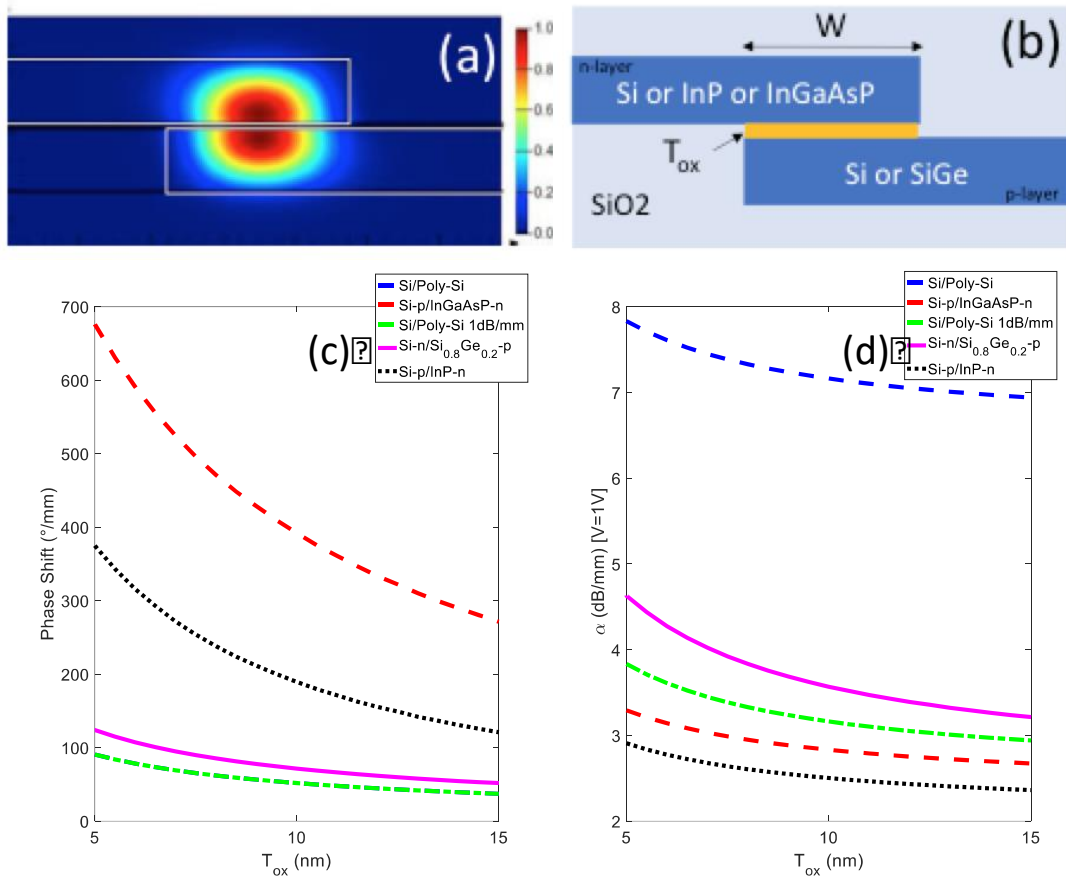 (a)
1.0
0.8
0.6
0.4
0.2
0.0
W
(b)
n-layer
Si or InP or InGaAsP
Tox
Si or SiGe
SiO2
p-layer
Si/Poly-Si
Si-p/InGaAsP-n
Si/Poly-Si 1dB/mm
Si-n/Si0.8Ge0.2-p
Si-p/InP-n
(c)
700
600
500
400
300
200
100
0
Phase Shift (°/mm)
5
10
15
Tox (nm)
Si/Poly-Si
Si-p/InGaAsP-n
Si/Poly-Si 1dB/mm
Si-n/Si0.8Ge0.2-p
Si-p/InP-n
(d)
8
7
6
5
4
3
2
α (dB/mm) [V=1V]
5
10
15
Tox (nm)